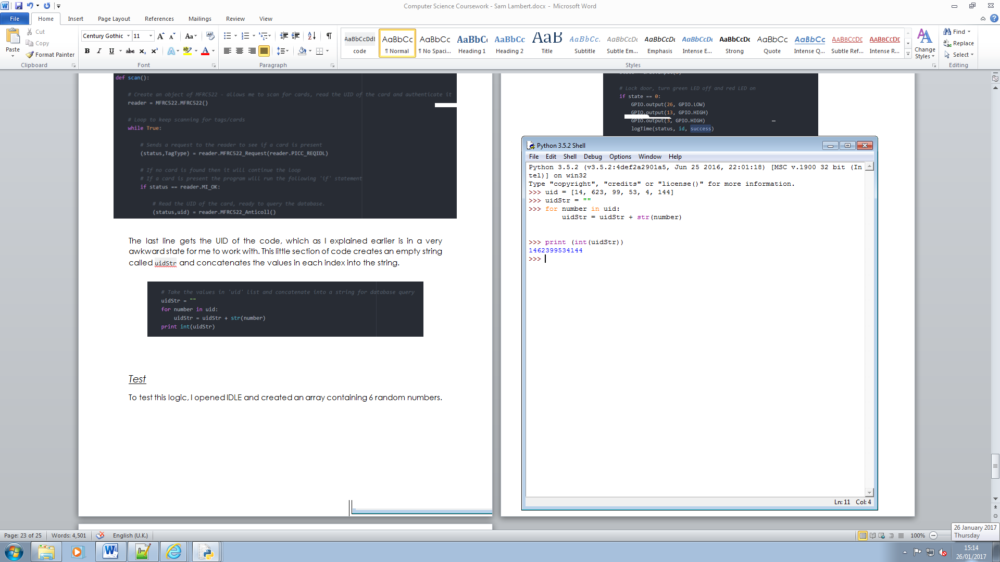 Computer Science Coursework - Sam Lambert.docx - Microsoft Word
File Home Insert Page Layout References Mailings Review View
Paste
Cut
Copy
Format Painter
Clipboard
Century Gothic 11
Font
Paragraph
AaBbCcDdE AaBbCc AaBbCc AaBbC AaBbCc AaB AaBbCc. AaBbCcDc AaBbCcDc AaBbCcDc AaBbCcDc AaBbCc AaBbCc AABBCCDE AABBCCDE
code ¶ Normal ¶ No Spaci... Heading 1 Heading 2 Title Subtitle Subtle Em... Emphasis Intense E... Strong Quote Intense Q... Subtle Ref... Intense R...
Styles
Change Styles
Find
Replace
Select
Editing
def scan():
# Create an object of MFRC522 - allows me to scan for cards, read the UID of the card and authenticate it
reader = MFRC522.MFRC522()
# Loop to keep scanning for tags/cards
while True:
# Sends a request to the reader to see if a card is present
(status,TagType) = reader.MFRC522_Request(reader.PICC_REQIDL)
# If no card is found then it will continue the loop
# If a card is present the program will run the following 'if' statement
if status == reader.MI_OK:
# Read the UID of the card, ready to query the database.
(status,uid) = reader.MFRC522_Anticoll()
The last line gets the UID of the code, which as I explained earlier is in a very
awkward state for me to work with. This little section of code creates an empty string
called uidStr and concatenates the values in each index into the string.
# Take the values in 'uid' list and concatenate into a string for database query
uidStr = ""
for number in uid:
uidStr = uidStr + str(number)
print int(uidStr)
Test
To test this logic, I opened IDLE and created an array containing 6 random numbers.
# Lock door, turn green LED off and red LED on
if state == 0:
GPIO.output(26, GPIO.LOW)
GPIO.output(13, GPIO.HIGH)
GPIO.output(3, GPIO.HIGH)
logTime(status, id, success)
Python 3.5.2 Shell
File Edit Shell Debug Options Window Help
Python 3.5.2 (v3.5.2:4def2a2901a5, Jun 25 2016, 22:01:18) [MSC v.1900 32 bit (In
tel)] on win32
Type "copyright", "credits" or "license()" for more information.
>>> uid = [14, 623, 99, 53, 4, 144]
>>> uidStr = ""
>>> for number in uid:
uidStr = uidStr + str(number)
>>> print (int(uidStr))
1462399534144
>>>
Ln: 11 Col: 4
Page: 23 of 25 Words: 4,501 English (U.K.)
100%
26 January 2017
Thursday
15:14
26/01/2017